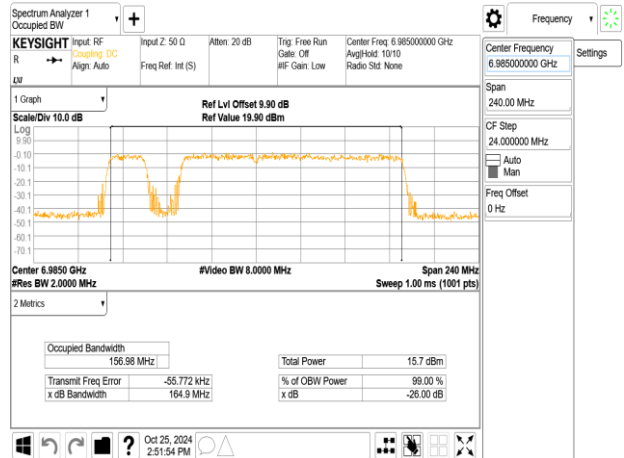 Spectrum Analyzer 1
Occupied BW
Frequency
KEYSIGHT
R
LXI
Input: RF
Coupling: DC
Align: Auto
Input Z: 50 Ω
Freq Ref: Int (S)
Atten: 20 dB
Trig: Free Run
Gate: Off
#IF Gain: Low
Center Freq: 6.985000000 GHz
Avg|Hold: 10/10
Radio Std: None
Center Frequency
6.985000000 GHz
Settings
Span
240.00 MHz
CF Step
24.000000 MHz
Auto
Man
Freq Offset
0 Hz
1 Graph
Scale/Div 10.0 dB
Ref Lvl Offset 9.90 dB
Ref Value 19.90 dBm
Log
9.90
-0.10
-10.1
-20.1
-30.1
-40.1
-50.1
-60.1
-70.1
Center 6.9850 GHz
#Res BW 2.0000 MHz
#Video BW 8.0000 MHz
Span 240 MHz
Sweep 1.00 ms (1001 pts)
2 Metrics
Occupied Bandwidth
156.98 MHz
Total Power 15.7 dBm
Transmit Freq Error -55.772 kHz
% of OBW Power 99.00 %
x dB Bandwidth 164.9 MHz
x dB -26.00 dB
?
Oct 25, 2024
2:51:54 PM